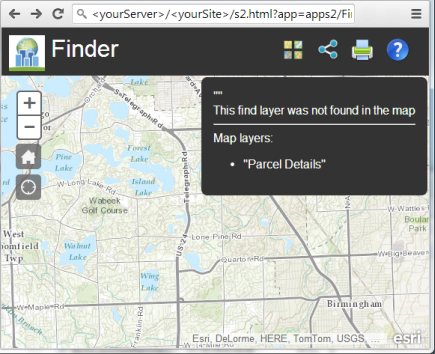 <yourServer>/<yourSite>/s2.html?app=apps2/Fi
Finder
""
This find layer was not found in the map
Map layers:
• "Parcel Details"
+
−
S-Telegraph-Rd
Pine Lake
Forest Lake
W-Long Lake-Rd
Island Lake
Wabeek Golf Course
W-Wattles
West
Bloomfield
Twp.
Walnut Lake
US-24
Lone Pine Rd
W-Big Beaver
Wing Lake
Quarton-Rd
W-Maple Rd
Franklin Rd
Birmingham
Esri, DeLorme, HERE, TomTom, USGS, ...
esri